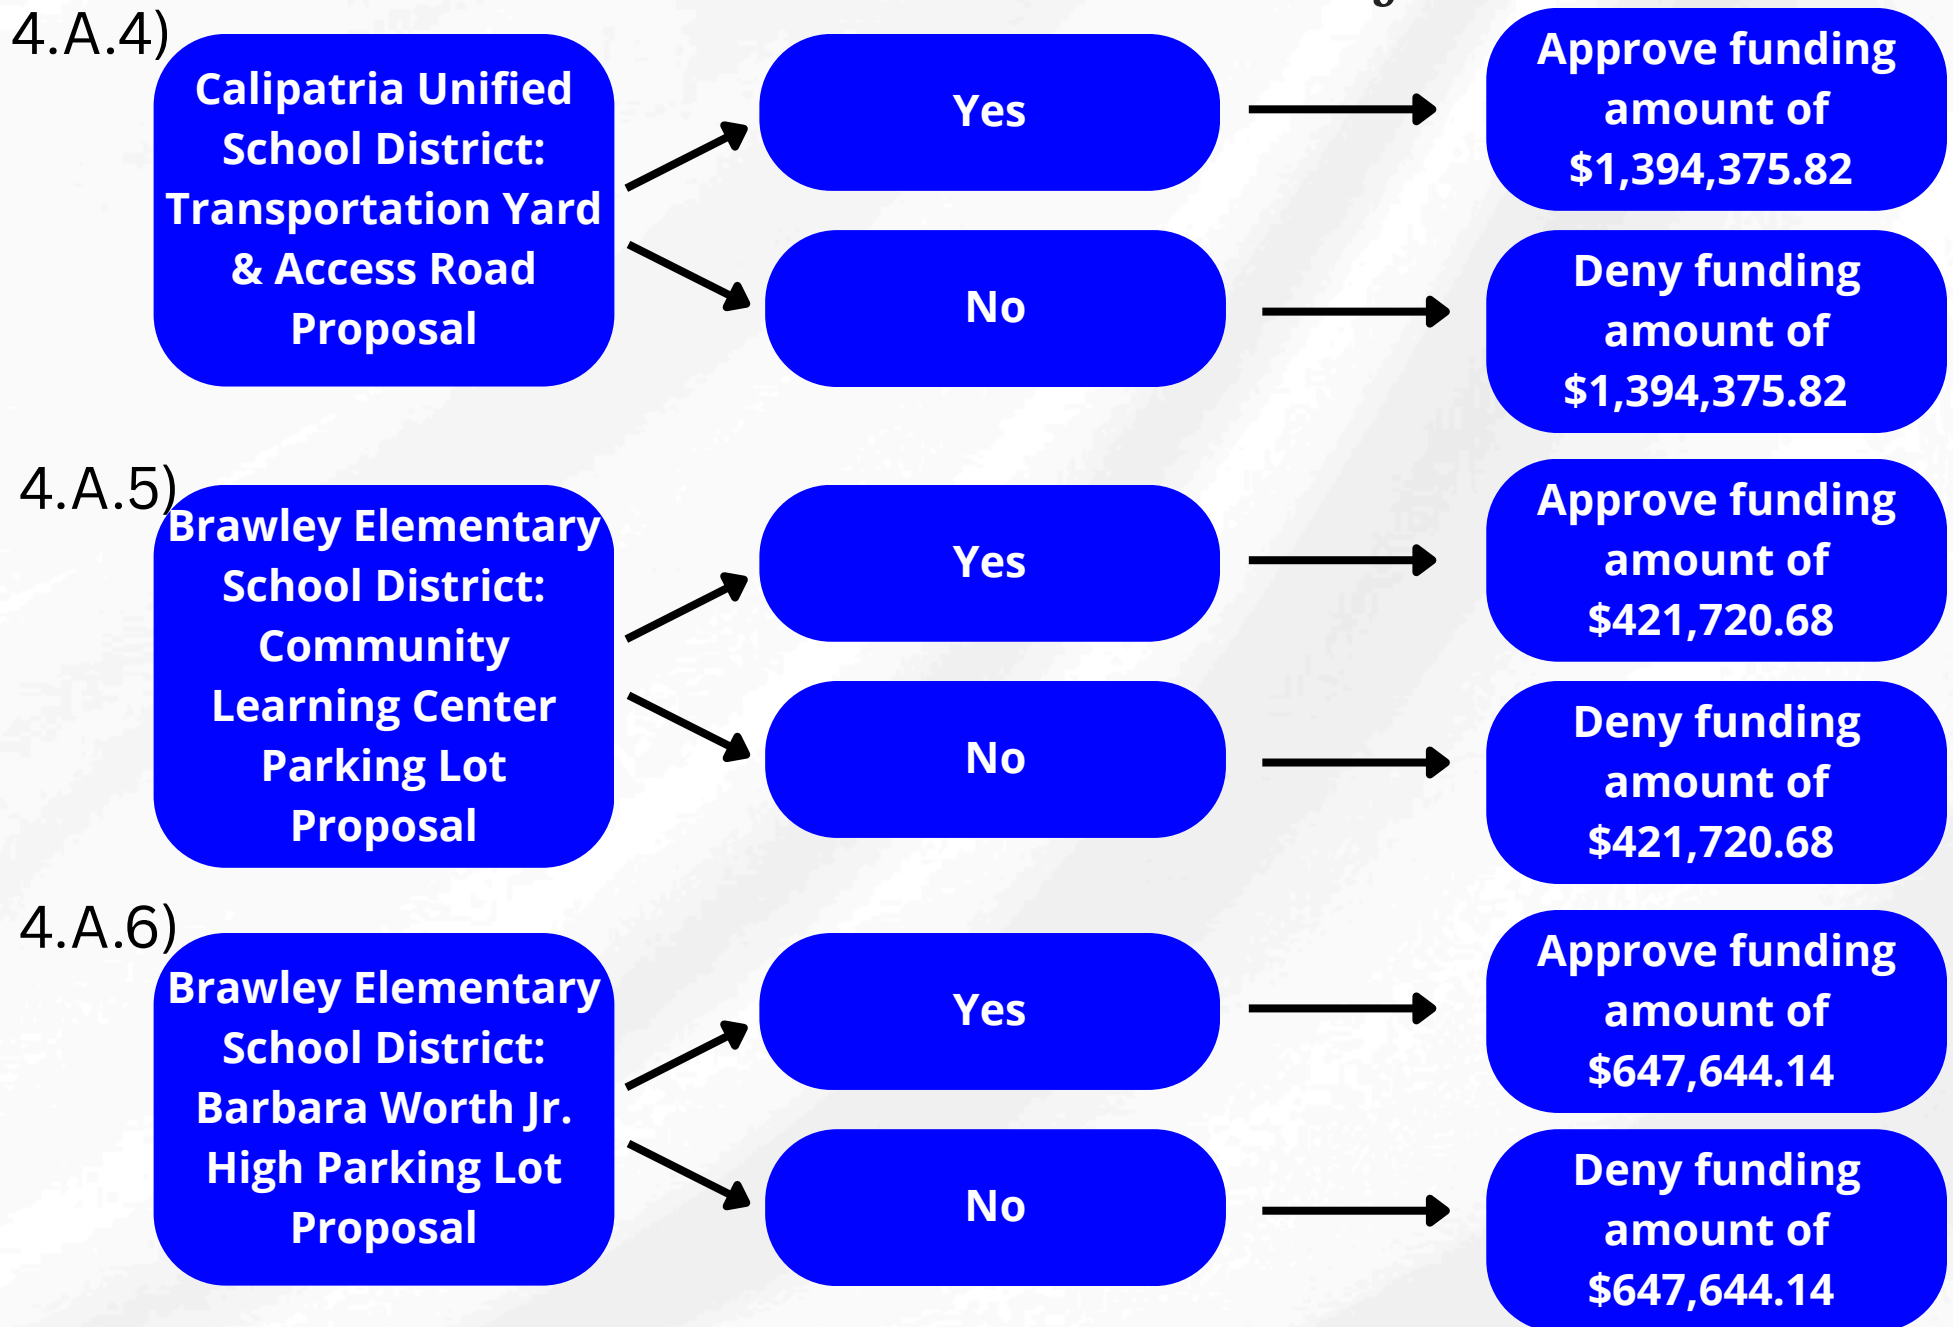 4.A.4)
Calipatria Unified
School District:
Transportation Yard
& Access Road
Proposal
Yes
Approve funding
amount of
$1,394,375.82
No
Deny funding
amount of
$1,394,375.82
4.A.5)
Brawley Elementary
School District:
Community
Learning Center
Parking Lot
Proposal
Yes
Approve funding
amount of
$421,720.68
No
Deny funding
amount of
$421,720.68
4.A.6)
Brawley Elementary
School District:
Barbara Worth Jr.
High Parking Lot
Proposal
Yes
Approve funding
amount of
$647,644.14
No
Deny funding
amount of
$647,644.14